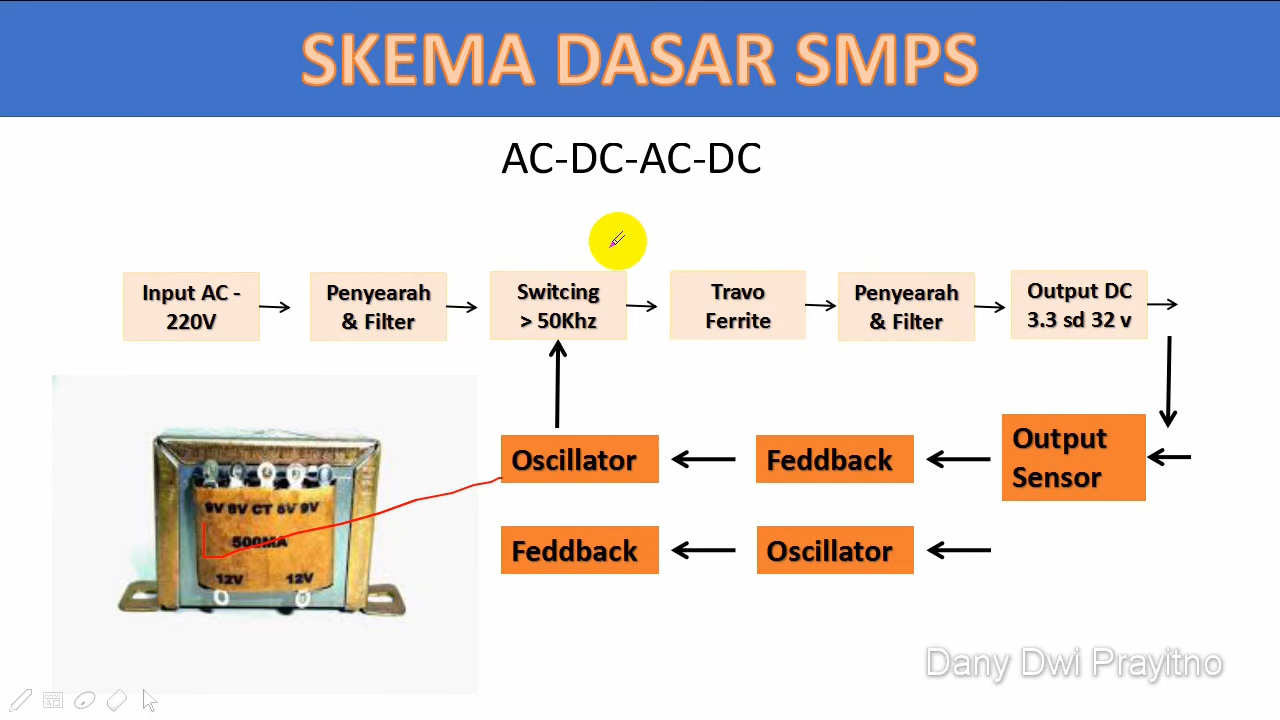 SKEMA DASAR SMPS
AC-DC-AC-DC
Input AC -
220V
Penyearah
& Filter
Switcing
> 50Khz
Travo
Ferrite
Penyearah
& Filter
Output DC
3.3 sd 32 v
Oscillator
Feddback
Output
Sensor
Feddback
Oscillator
9V 6V CT 6V 9V
500MA
12V 12V
Dany Dwi Prayitno